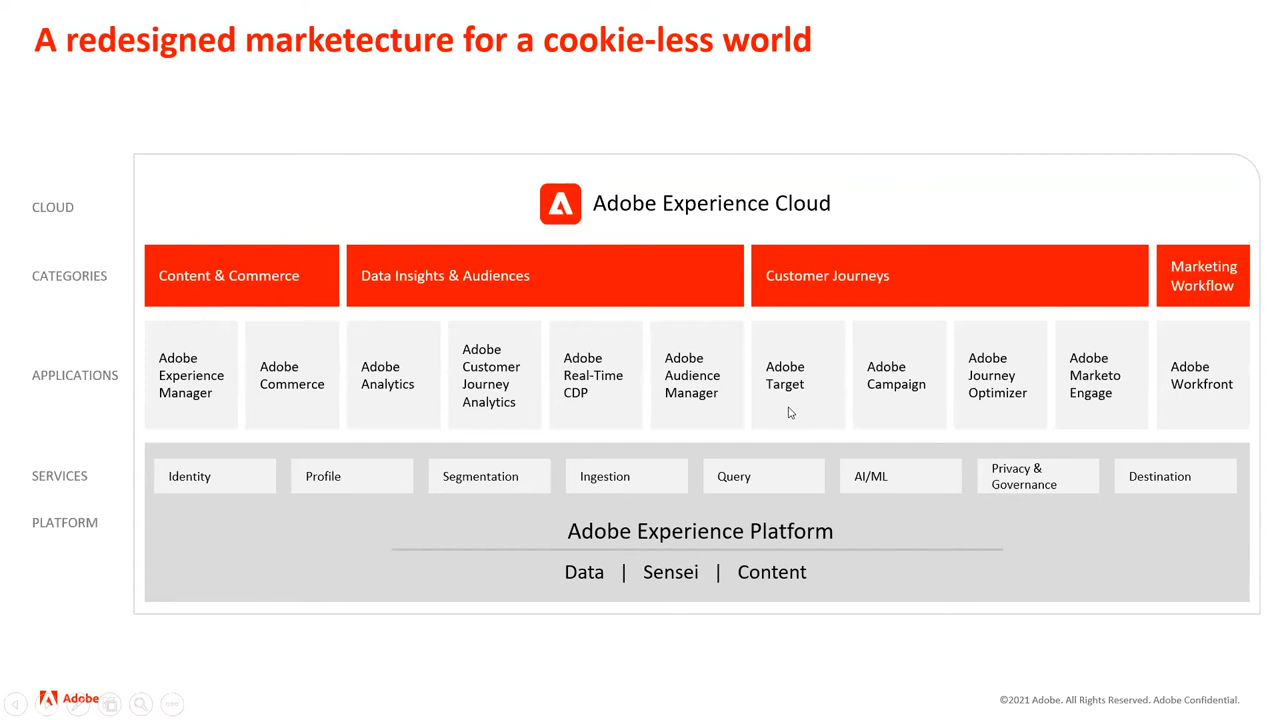 A redesigned marketecture for a cookie-less world
CLOUD
Adobe Experience Cloud
CATEGORIES
Content & Commerce
Data Insights & Audiences
Customer Journeys
Marketing
Workflow
APPLICATIONS
Adobe
Experience
Manager
Adobe
Commerce
Adobe
Analytics
Adobe
Customer
Journey
Analytics
Adobe
Real-Time
CDP
Adobe
Audience
Manager
Adobe
Target
Adobe
Campaign
Adobe
Journey
Optimizer
Adobe
Marketo
Engage
Adobe
Workfront
SERVICES
Identity
Profile
Segmentation
Ingestion
Query
AI/ML
Privacy &
Governance
Destination
PLATFORM
Adobe Experience Platform
Data | Sensei | Content
Adobe
©2021 Adobe. All Rights Reserved. Adobe Confidential.